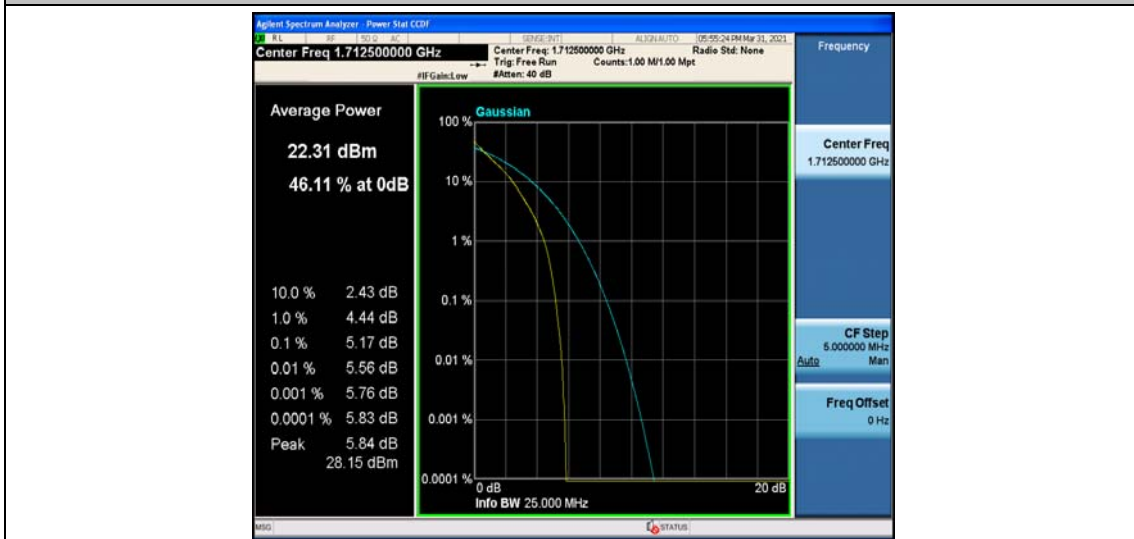 Agilent Spectrum Analyzer - Power Stat CCDF
RL RF 50 Ω AC SENSE:INT ALIGN AUTO 05:55:24 PM Mar 31, 2021
Center Freq 1.712500000 GHz
Center Freq: 1.712500000 GHz Radio Std: None
Trig: Free Run Counts:1.00 M/1.00 Mpt
#IFGain:Low #Atten: 40 dB
Frequency
Average Power
22.31 dBm
46.11 % at 0dB
10.0 % 2.43 dB
1.0 % 4.44 dB
0.1 % 5.17 dB
0.01 % 5.56 dB
0.001 % 5.76 dB
0.0001 % 5.83 dB
Peak 5.84 dB
28.15 dBm
Gaussian
100 %
10 %
1 %
0.1 %
0.01 %
0.001 %
0.0001 %
0 dB 20 dB
Info BW 25.000 MHz
Center Freq
1.712500000 GHz
CF Step
5.000000 MHz
Auto Man
Freq Offset
0 Hz
MSG STATUS